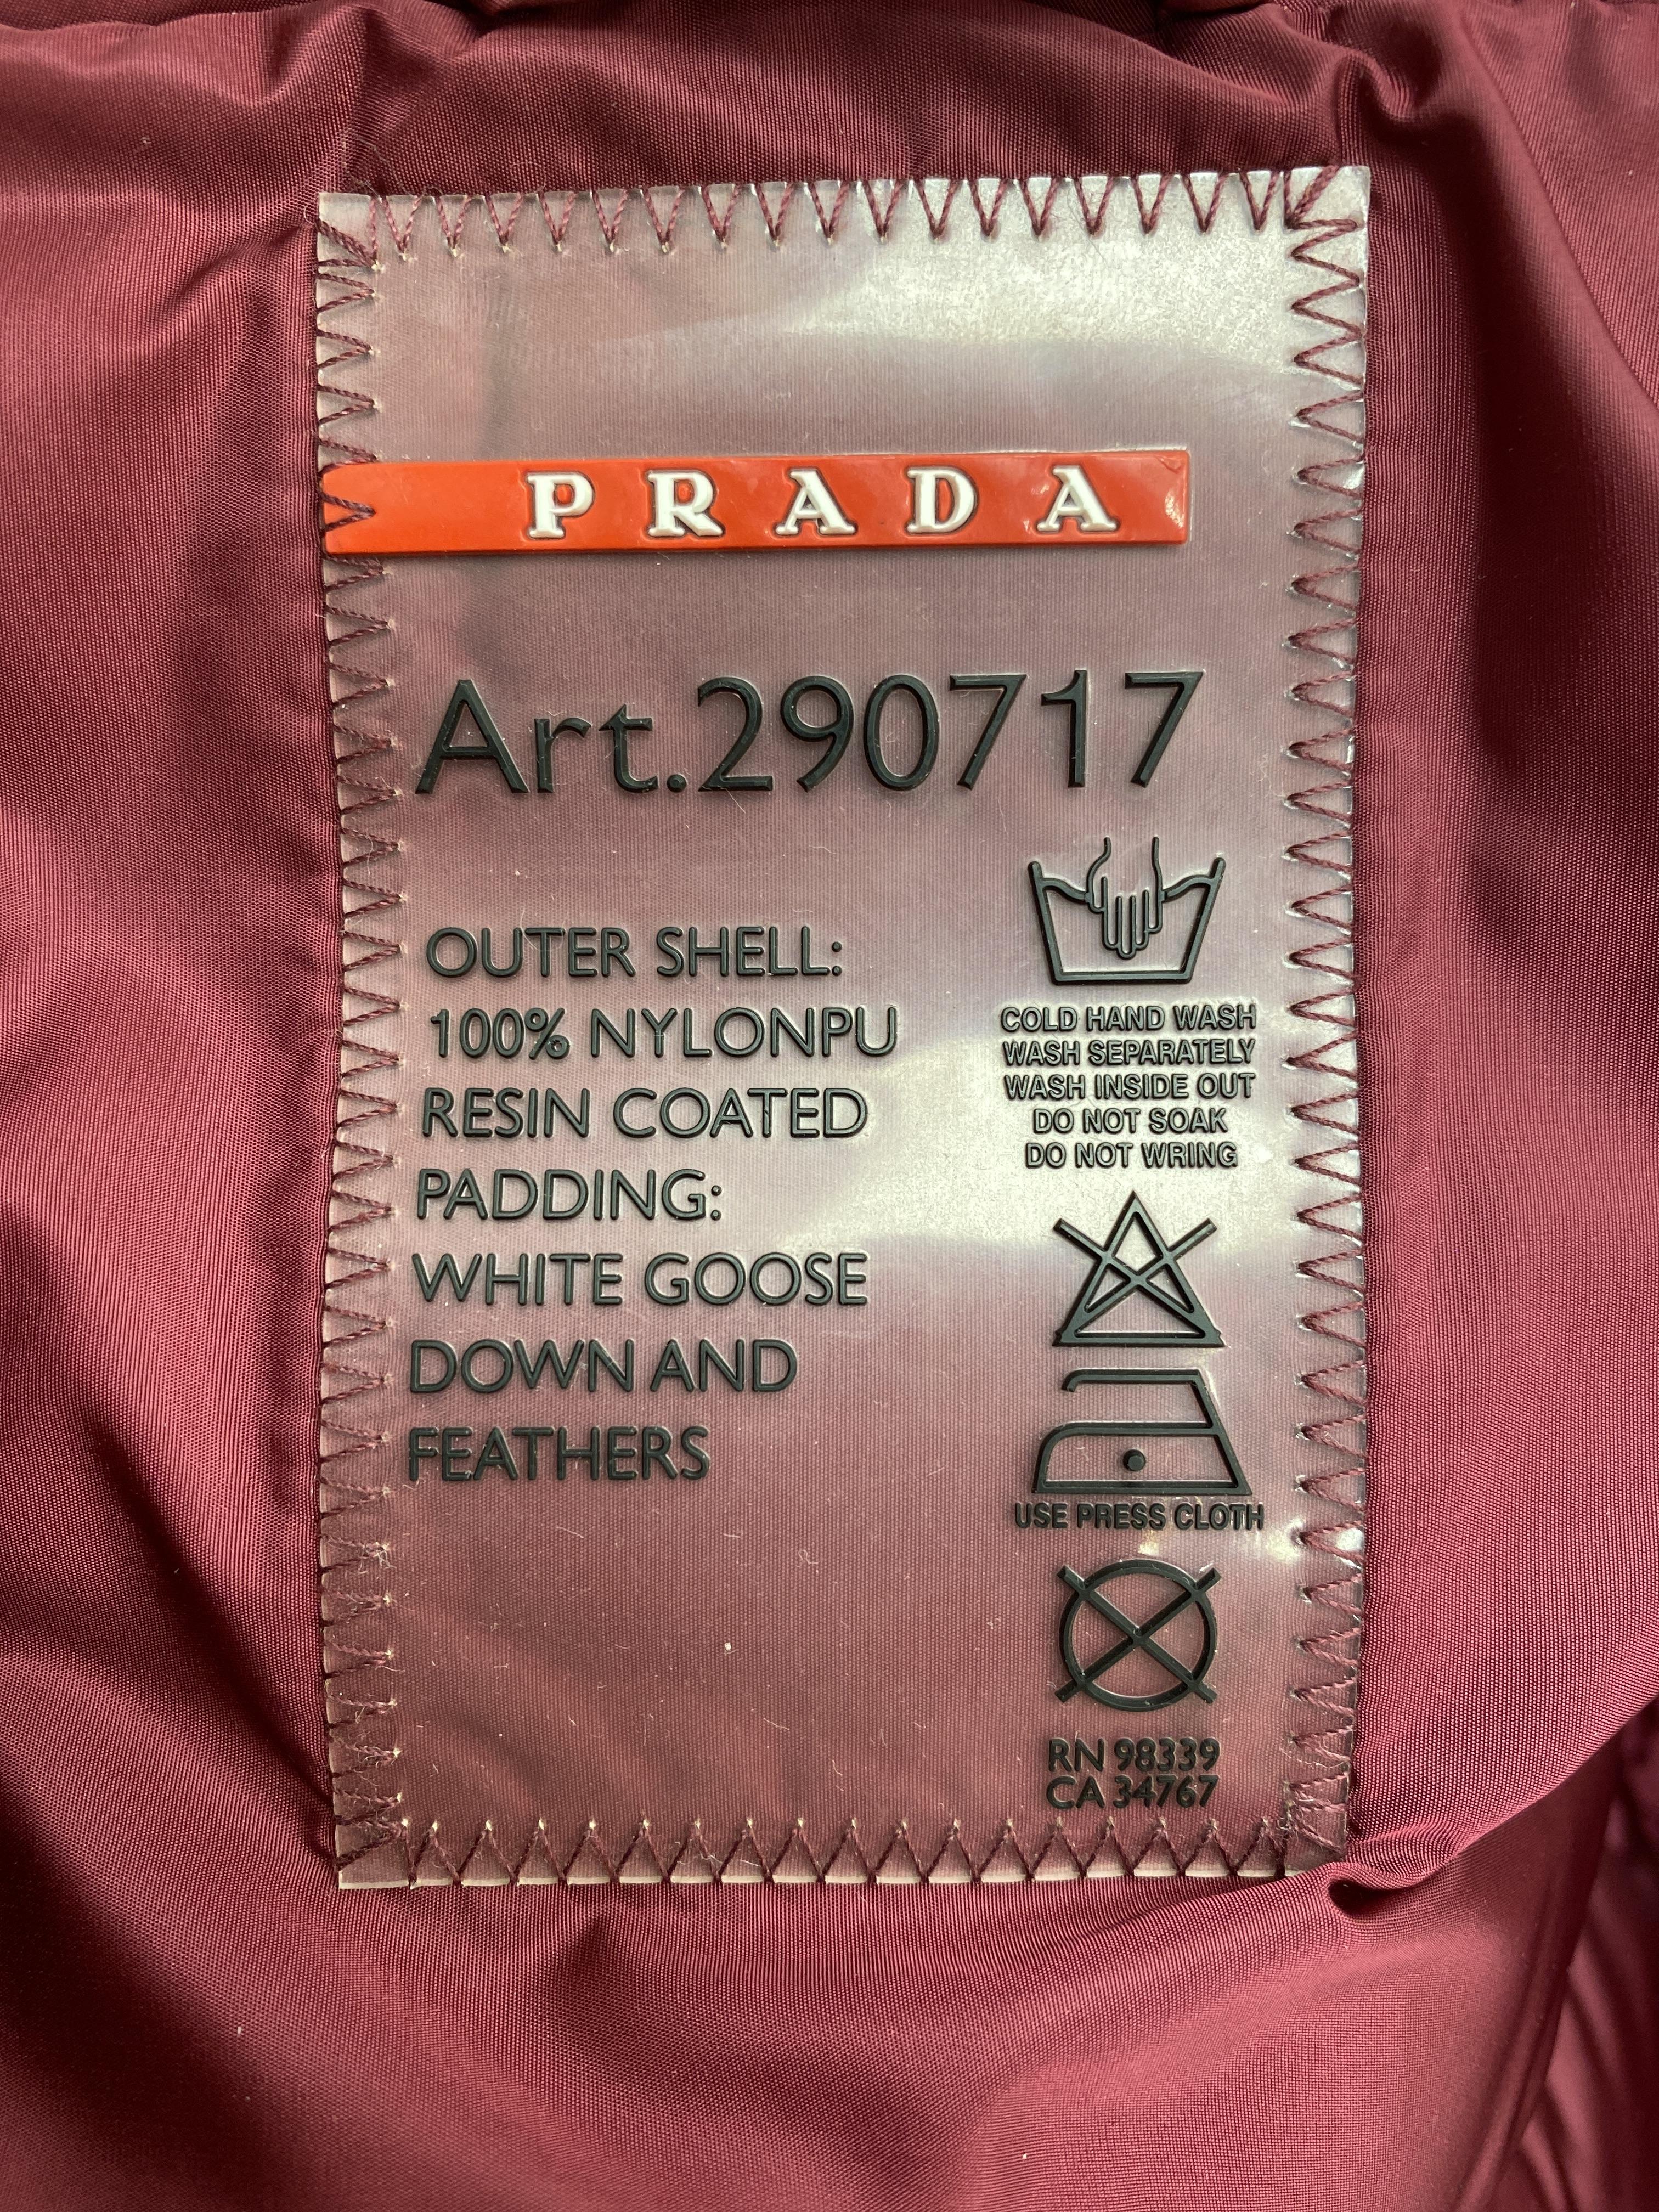 PRADA
Art.290717
OUTER SHELL:
100% NYLONPU
RESIN COATED
PADDING:
WHITE GOOSE
DOWN AND
FEATHERS
COLD HAND WASH
WASH SEPARATELY
WASH INSIDE OUT
DO NOT SOAK
DO NOT WRING
USE PRESS CLOTH
RN 98339
CA 34767